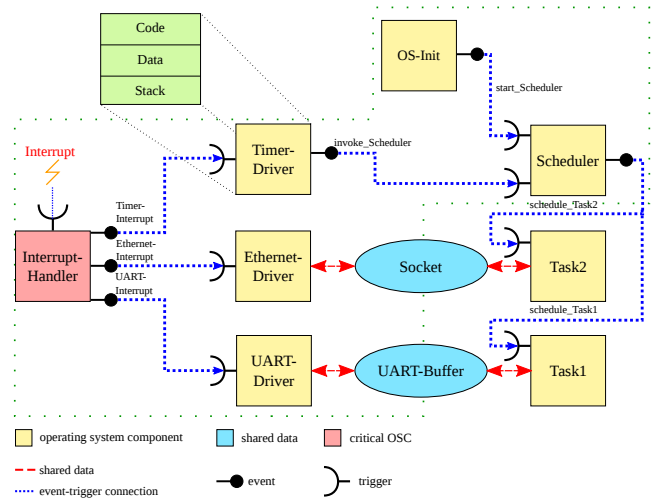 Code
Data
Stack
OS-Init
start_Scheduler
Interrupt
Timer-
Driver
invoke_Scheduler
Scheduler
Timer-
Interrupt
Ethernet-
Interrupt
UART-
Interrupt
Interrupt-
Handler
schedule_Task2
Ethernet-
Driver
Socket
Task2
schedule_Task1
UART-
Driver
UART-Buffer
Task1
operating system component
shared data
critical OSC
shared data
event-trigger connection
event
trigger